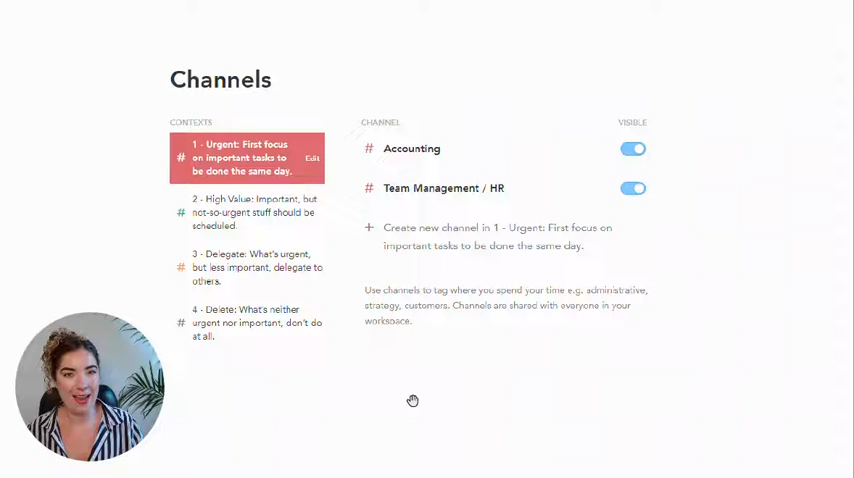 Channels
CONTEXTS
# 1 - Urgent: First focus
on important tasks to
be done the same day.
Edit
# 2 - High Value: Important, but
not-so-urgent stuff should be
scheduled.
# 3 - Delegate: What's urgent,
but less important, delegate to
others.
# 4 - Delete: What's neither
urgent nor important, don't do
at all.
CHANNEL
VISIBLE
# Accounting
# Team Management / HR
+ Create new channel in 1 - Urgent: First focus on
important tasks to be done the same day.
Use channels to tag where you spend your time e.g. administrative,
strategy, customers. Channels are shared with everyone in your
workspace.